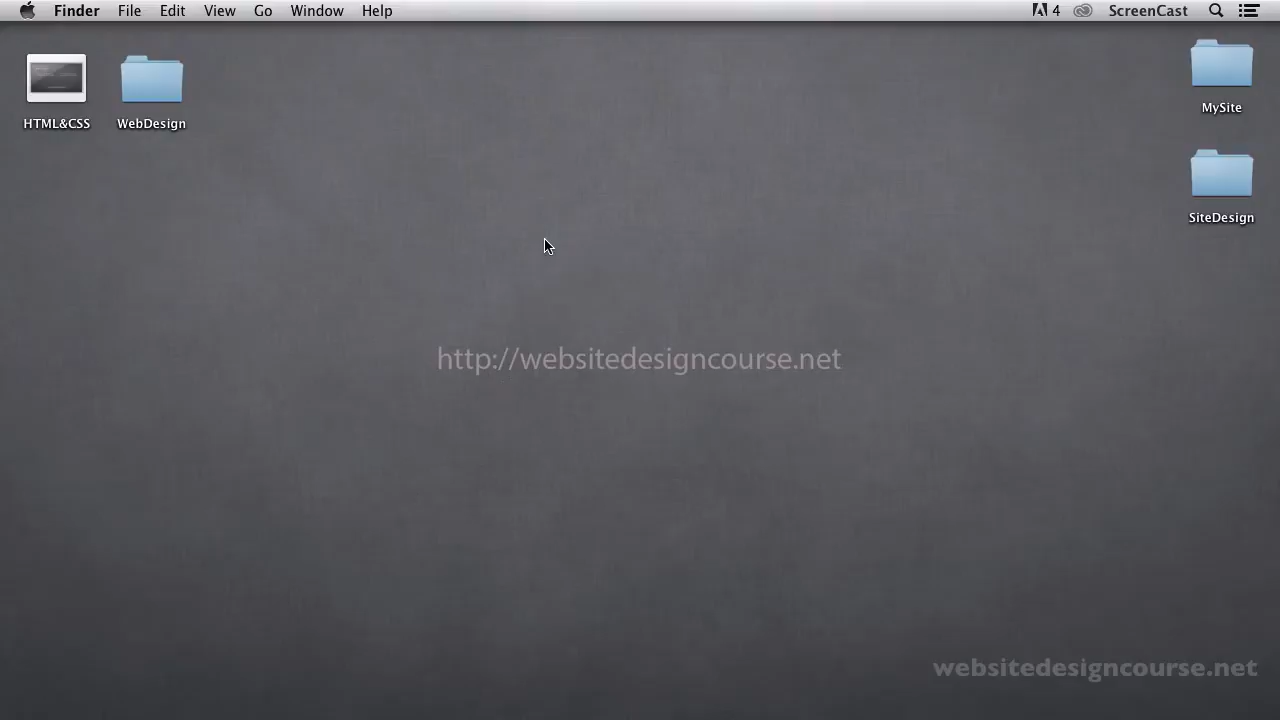 Finder File Edit View Go Window Help 4 ScreenCast
HTML&CSS
WebDesign
MySite
SiteDesign
http://websitedesigncourse.net
websitedesigncourse.net